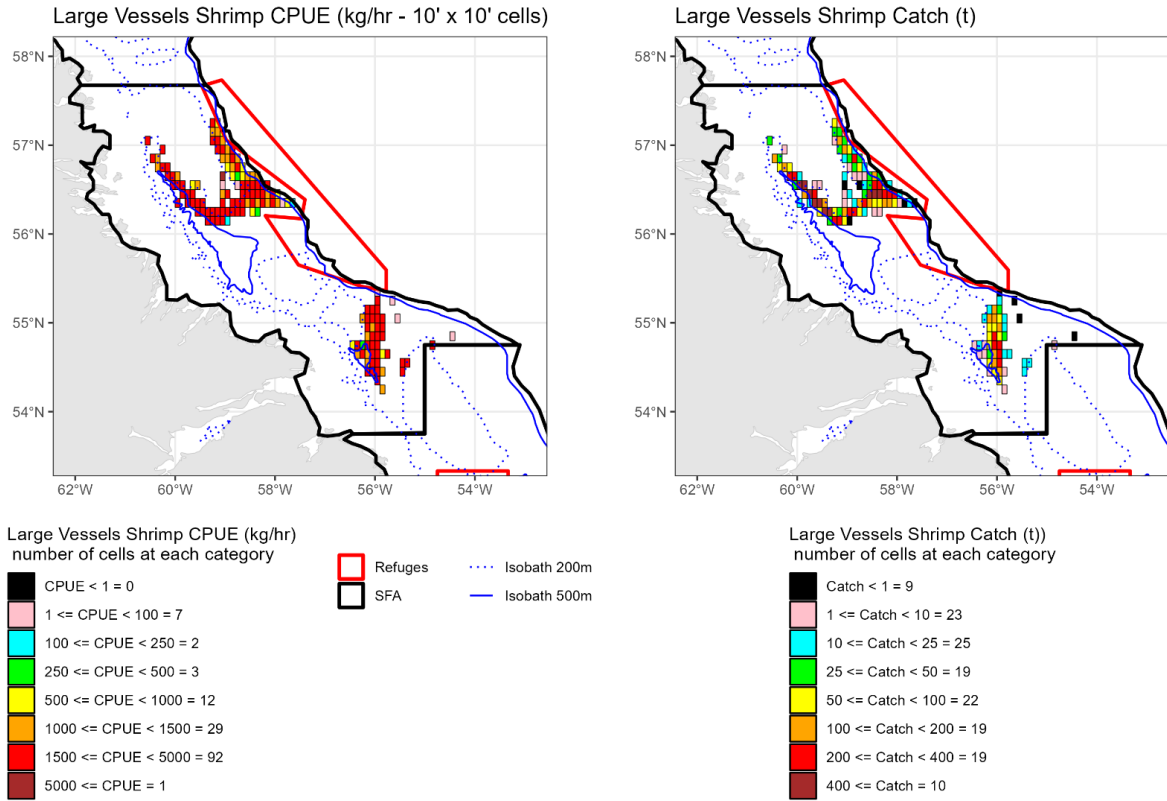 Large Vessels Shrimp CPUE (kg/hr - 10' x 10' cells)
58°N
57°N
56°N
55°N
54°N
62°W 60°W 58°W 56°W 54°W
Large Vessels Shrimp Catch (t)
58°N
57°N
56°N
55°N
54°N
62°W 60°W 58°W 56°W 54°W
Large Vessels Shrimp CPUE (kg/hr)
number of cells at each category
CPUE < 1 = 0
1 <= CPUE < 100 = 7
100 <= CPUE < 250 = 2
250 <= CPUE < 500 = 3
500 <= CPUE < 1000 = 12
1000 <= CPUE < 1500 = 29
1500 <= CPUE < 5000 = 92
5000 <= CPUE = 1
Refuges
SFA
Isobath 200m
Isobath 500m
Large Vessels Shrimp Catch (t))
number of cells at each category
Catch < 1 = 9
1 <= Catch < 10 = 23
10 <= Catch < 25 = 25
25 <= Catch < 50 = 19
50 <= Catch < 100 = 22
100 <= Catch < 200 = 19
200 <= Catch < 400 = 19
400 <= Catch = 10